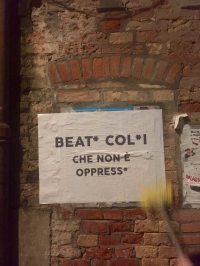 BEAT* COL*I
CHE NON È
OPPRESS*